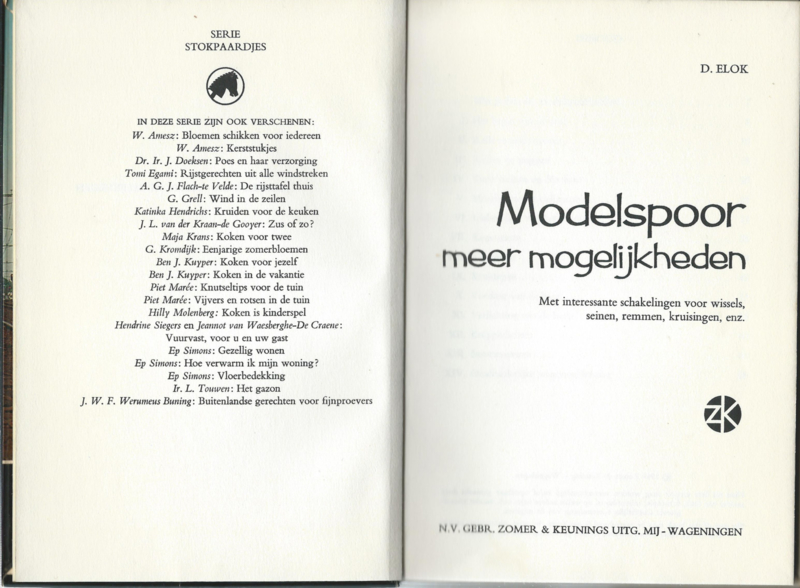 SERIE
STOKPAARDJES
IN DEZE SERIE ZIJN OOK VERSCHENEN:
W. Amesz: Bloemen schikken voor iedereen
W. Amesz: Kerststukjes
Dr. Ir. J. Doeksen: Poes en haar verzorging
Tomi Egami: Rijstgerechten uit alle windstreken
A. G. J. Flach-te Velde: De rijsttafel thuis
G. Grell: Wind in de zeilen
Katinka Hendrichs: Kruiden voor de keuken
J. L. van der Kraan-de Gooyer: Zus of zo?
Maja Krans: Koken voor twee
G. Kromdijk: Eenjarige zomerbloemen
Ben J. Kuyper: Koken voor jezelf
Ben J. Kuyper: Koken in de vakantie
Piet Marée: Knutseltips voor de tuin
Piet Marée: Vijvers en rotsen in de tuin
Hilly Molenberg: Koken is kinderspel
Hendrine Siegers en Jeannot van Waesberghe-De Craene:
Vuurvast, voor u en uw gast
Ep Simons: Gezellig wonen
Ep Simons: Hoe verwarm ik mijn woning?
Ep Simons: Vloerbedekking
Ir. L. Touwen: Het gazon
J. W. F. Werumeus Buning: Buitenlandse gerechten voor fijnproevers
D. ELOK
Modelspoor
meer mogelijkheden
Met interessante schakelingen voor wissels,
seinen, remmen, kruisingen, enz.
ZK
N.V. GEBR. ZOMER & KEUNINGS UITG. MIJ - WAGENINGEN